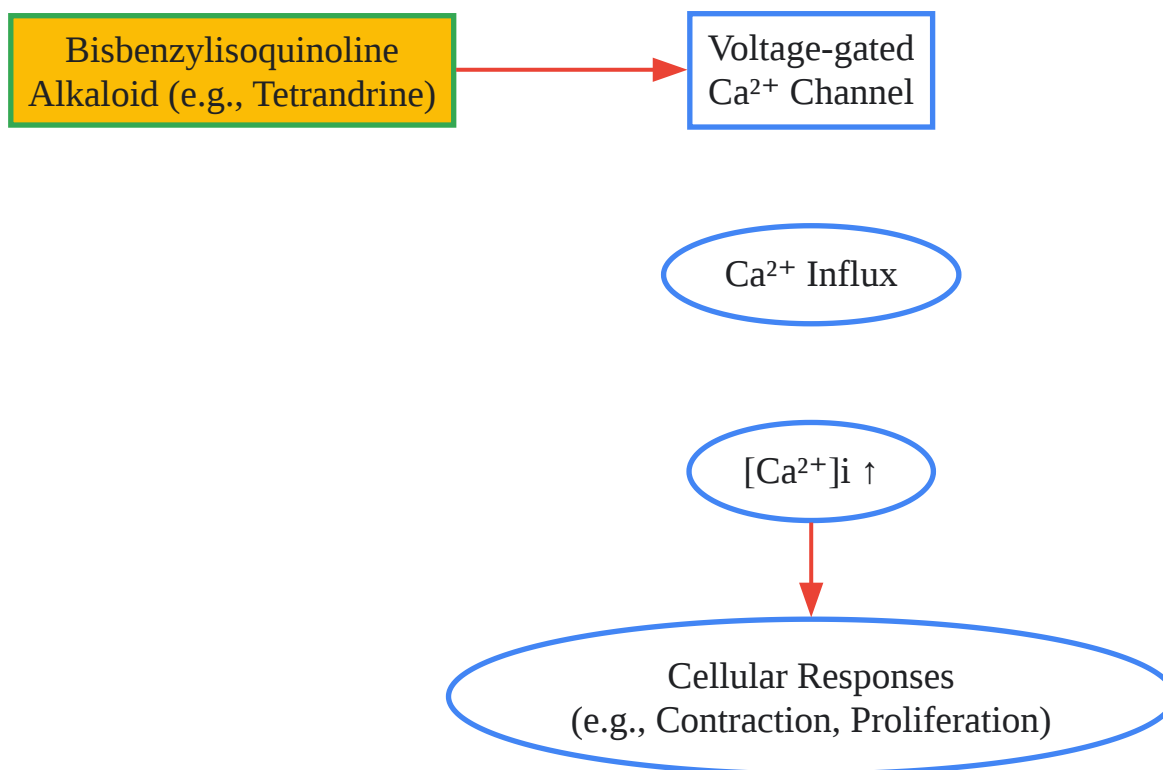 Bisbenzylisoquinoline
Alkaloid (e.g., Tetrandrine)
Voltage-gated
Ca²⁺ Channel
Ca²⁺ Influx
[Ca²⁺]i ↑
Cellular Responses
(e.g., Contraction, Proliferation)